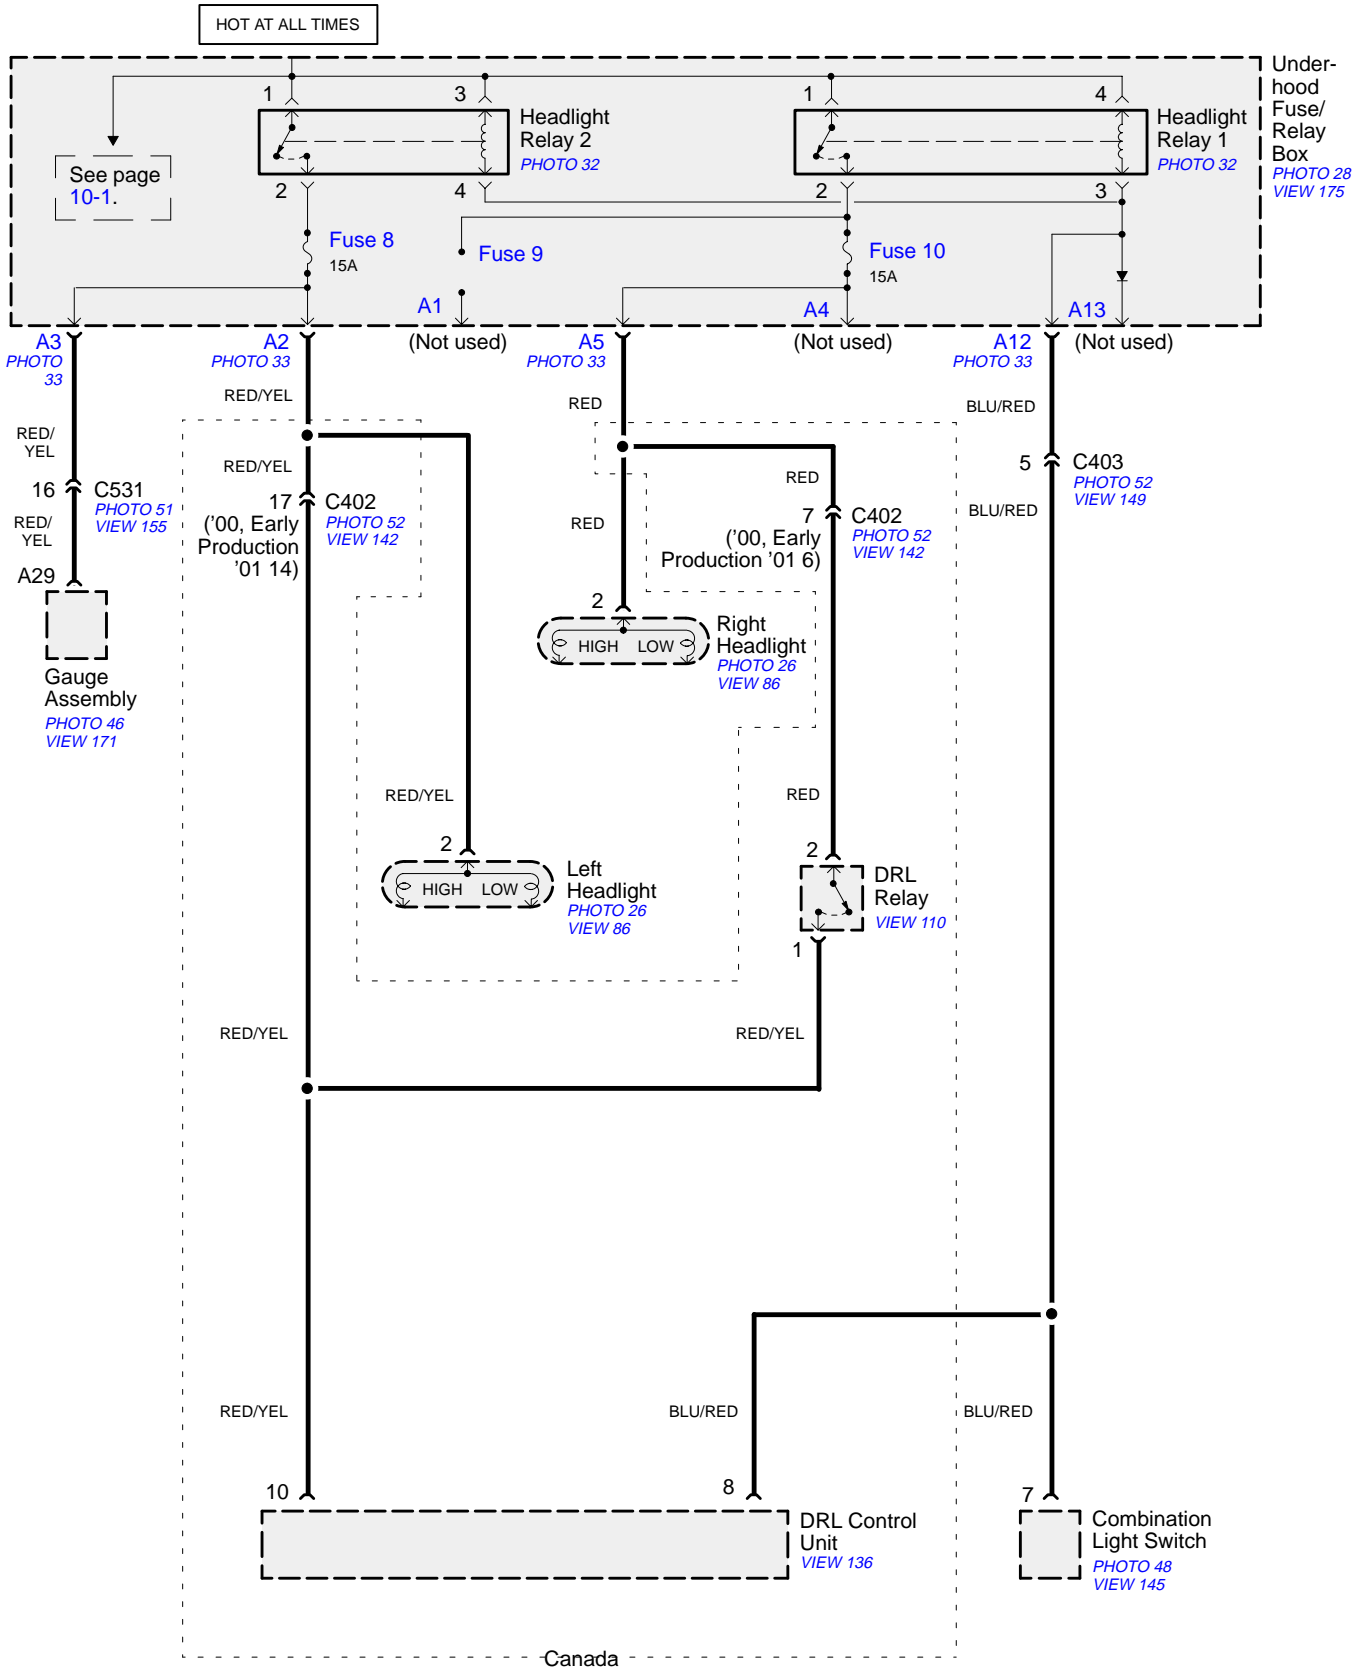 HOT AT ALL TIMES
Under-
hood
Fuse/
Relay
Box
PHOTO 28
VIEW 175
1
3
Headlight
Relay 2
PHOTO 32
1
4
Headlight
Relay 1
PHOTO 32
See page
10-1.
2
4
2
3
Fuse 8
15A
Fuse 9
Fuse 10
15A
A1
A4
A13
A3
PHOTO
33
A2
PHOTO 33
(Not used)
A5
PHOTO 33
(Not used)
A12
PHOTO 33
(Not used)
RED/YEL
RED
BLU/RED
RED/
YEL
RED/YEL
RED
5
C403
PHOTO 52
VIEW 149
16
C531
PHOTO 51
VIEW 155
17
('00, Early
Production
'01 14)
C402
PHOTO 52
VIEW 142
RED
7
('00, Early
Production '01 6)
C402
PHOTO 52
VIEW 142
BLU/RED
RED/
YEL
A29
Gauge
Assembly
PHOTO 46
VIEW 171
2
HIGH LOW
Right
Headlight
PHOTO 26
VIEW 86
RED/YEL
RED
2
HIGH LOW
Left
Headlight
PHOTO 26
VIEW 86
2
DRL
Relay
VIEW 110
1
RED/YEL
RED/YEL
RED/YEL
BLU/RED
BLU/RED
10
8
7
DRL Control
Unit
VIEW 136
Combination
Light Switch
PHOTO 48
VIEW 145
Canada